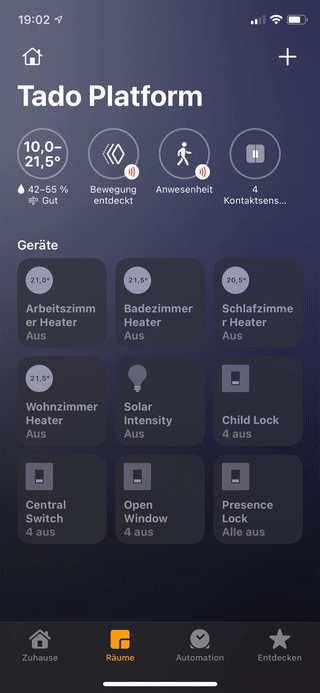 19:02
Tado Platform
10,0–
21,5°
42–55 %
Gut
Bewegung
entdeckt
Anwesenheit
4
Kontaktsens...
Geräte
21,0°
Arbeitszimm
er Heater
Aus
21,5°
Badezimmer
Heater
Aus
20,5°
Schlafzimme
r Heater
Aus
21,5°
Wohnzimmer
Heater
Aus
Solar
Intensity
Aus
Child Lock
4 aus
Central
Switch
4 aus
Open
Window
4 aus
Presence
Lock
Alle aus
Zuhause
Räume
Automation
Entdecken